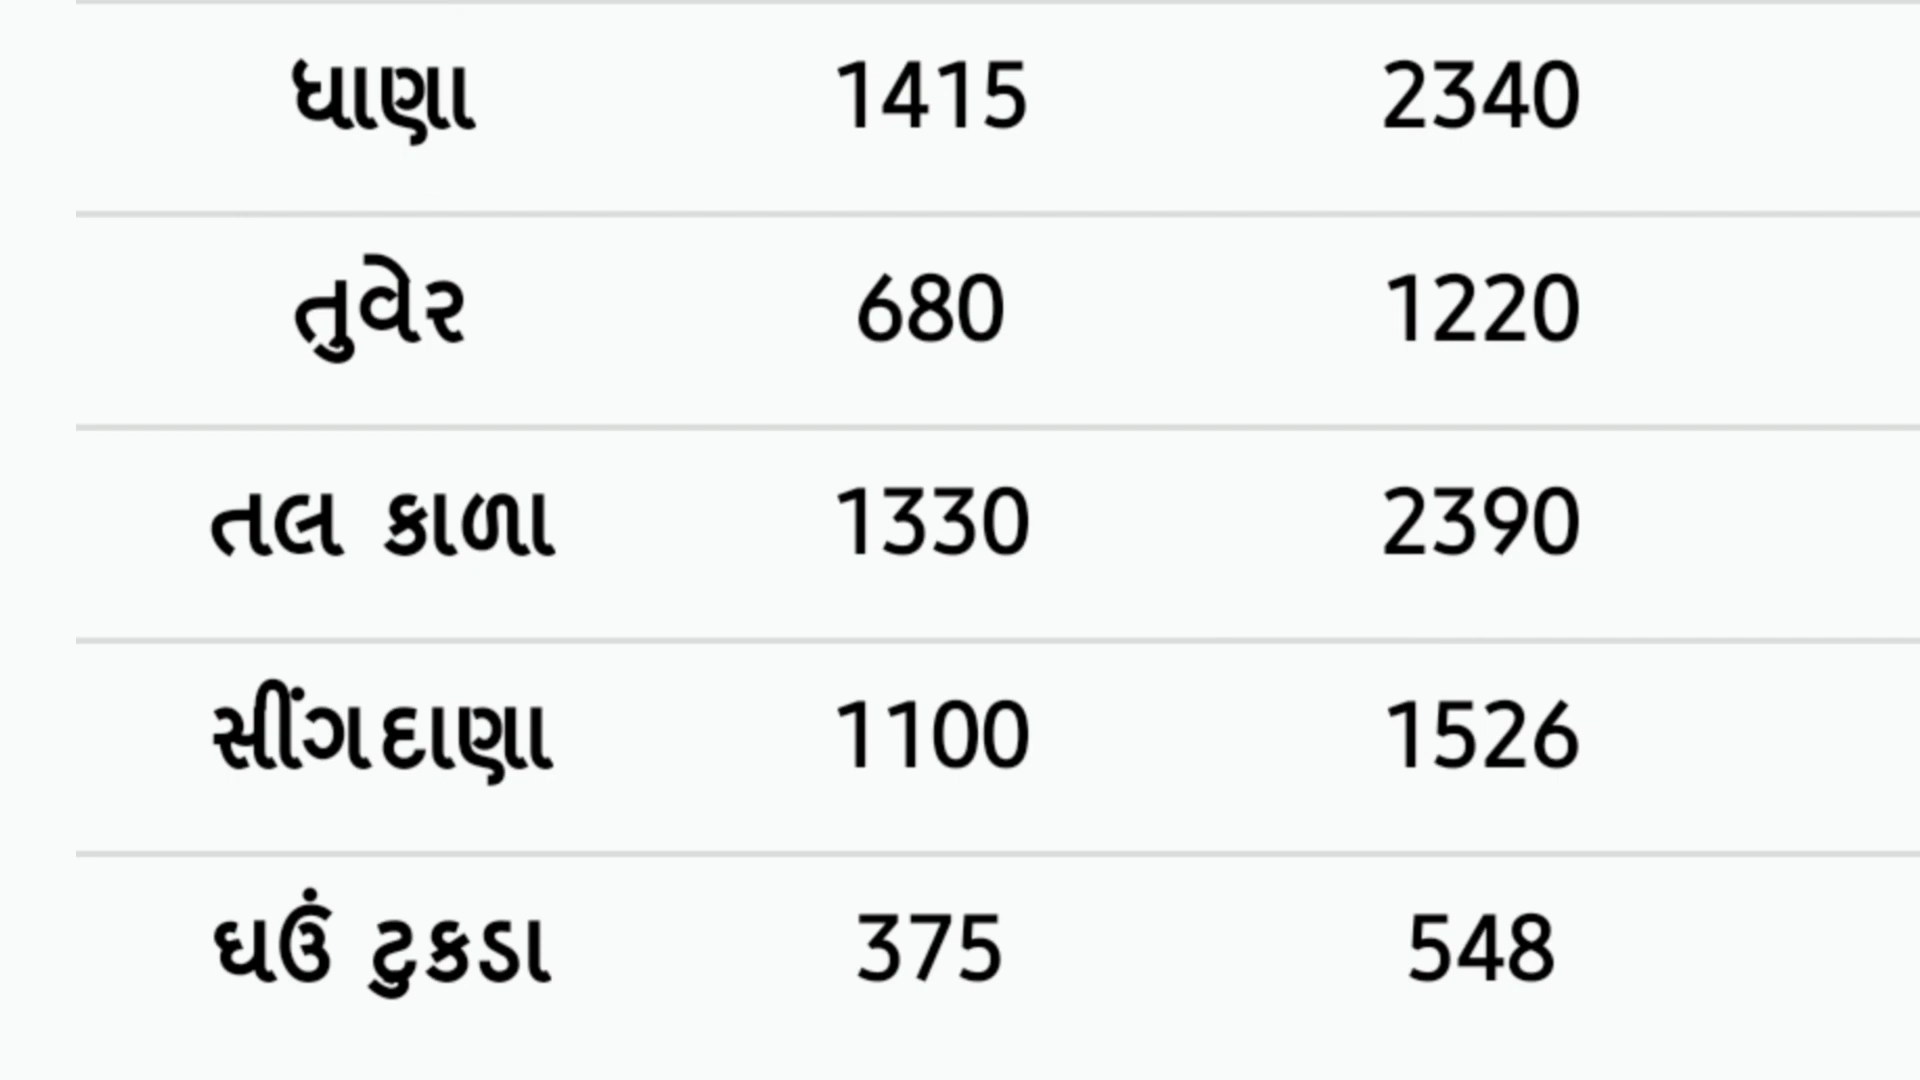 ધાણા 1415 2340
તુવેર 680 1220
તલ કાળા 1330 2390
સીંગદાણા 1100 1526
ઘઉં ટુકડા 375 548